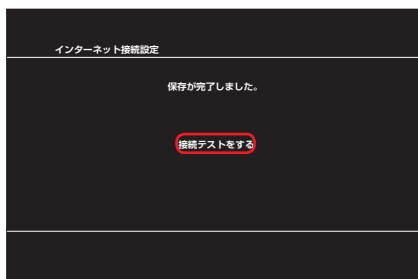 インターネット接続設定
保存が完了しました。
接続テストをする